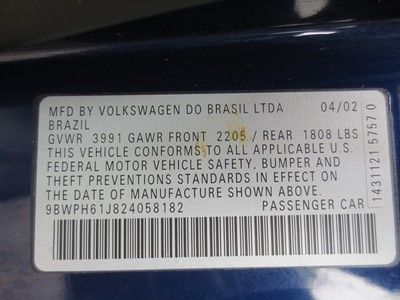 MFD BY VOLKSWAGEN DO BRASIL LTDA 04/02
BRAZIL
GVWR 3991 GAWR FRONT 2205 / REAR 1808 LBS
THIS VEHICLE CONFORMS TO ALL APPLICABLE U.S.
FEDERAL MOTOR VEHICLE SAFETY, BUMPER AND
THEFT PREVENTION STANDARDS IN EFFECT ON
THE DATE OF MANUFACTURE SHOWN ABOVE.
9BWPH61J824058182 PASSENGER CAR
1431121 5757 0